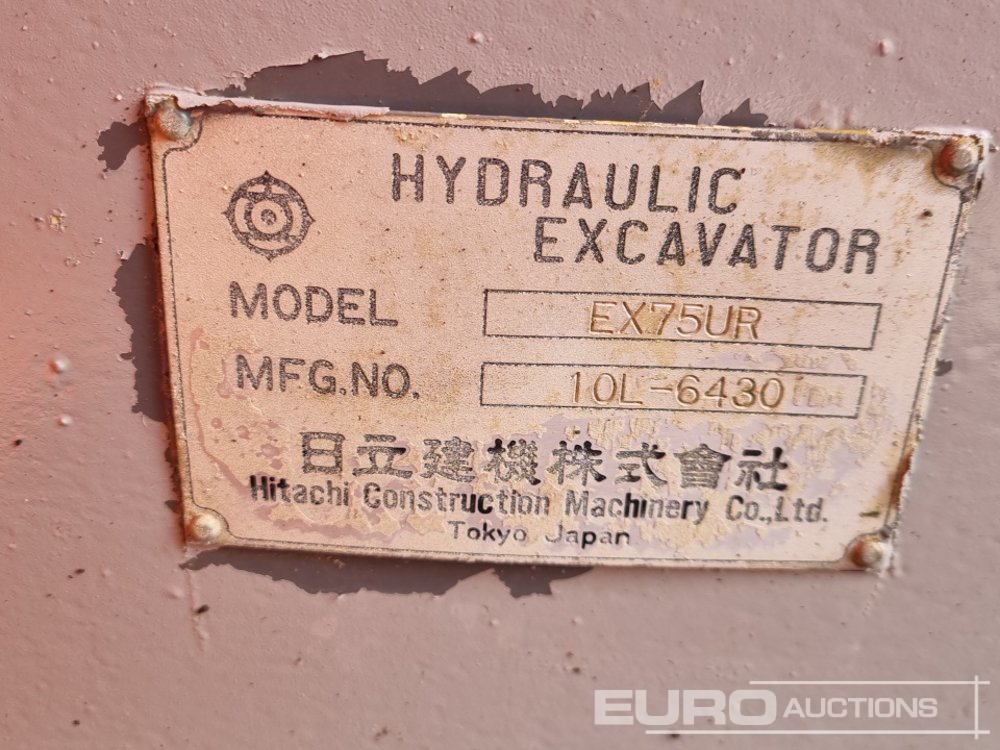 HYDRAULIC
EXCAVATOR
MODEL EX75UR
MFG.NO. 10L-6430
日立建機株式會社
Hitachi Construction Machinery Co.,Ltd.
Tokyo Japan
EURO AUCTIONS